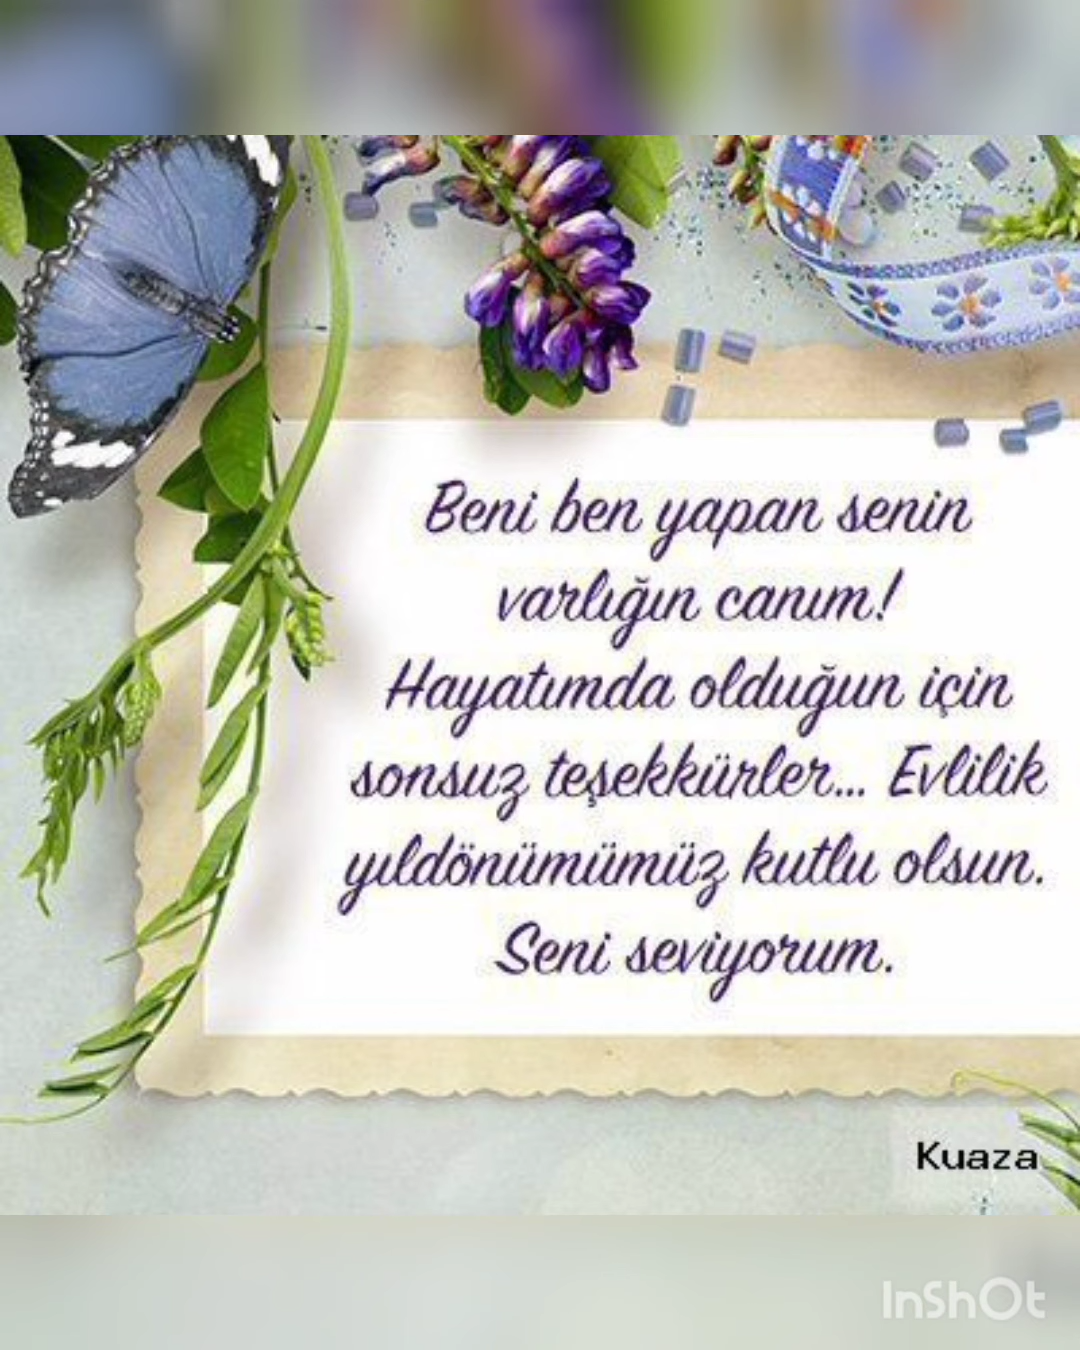 Beni ben yapan senin
varlığın canım!
Hayatımda olduğun için
sonsuz teşekkürler... Evlilik
yıldönümümüz kutlu olsun.
Seni seviyorum.
Kuaza
InShOt